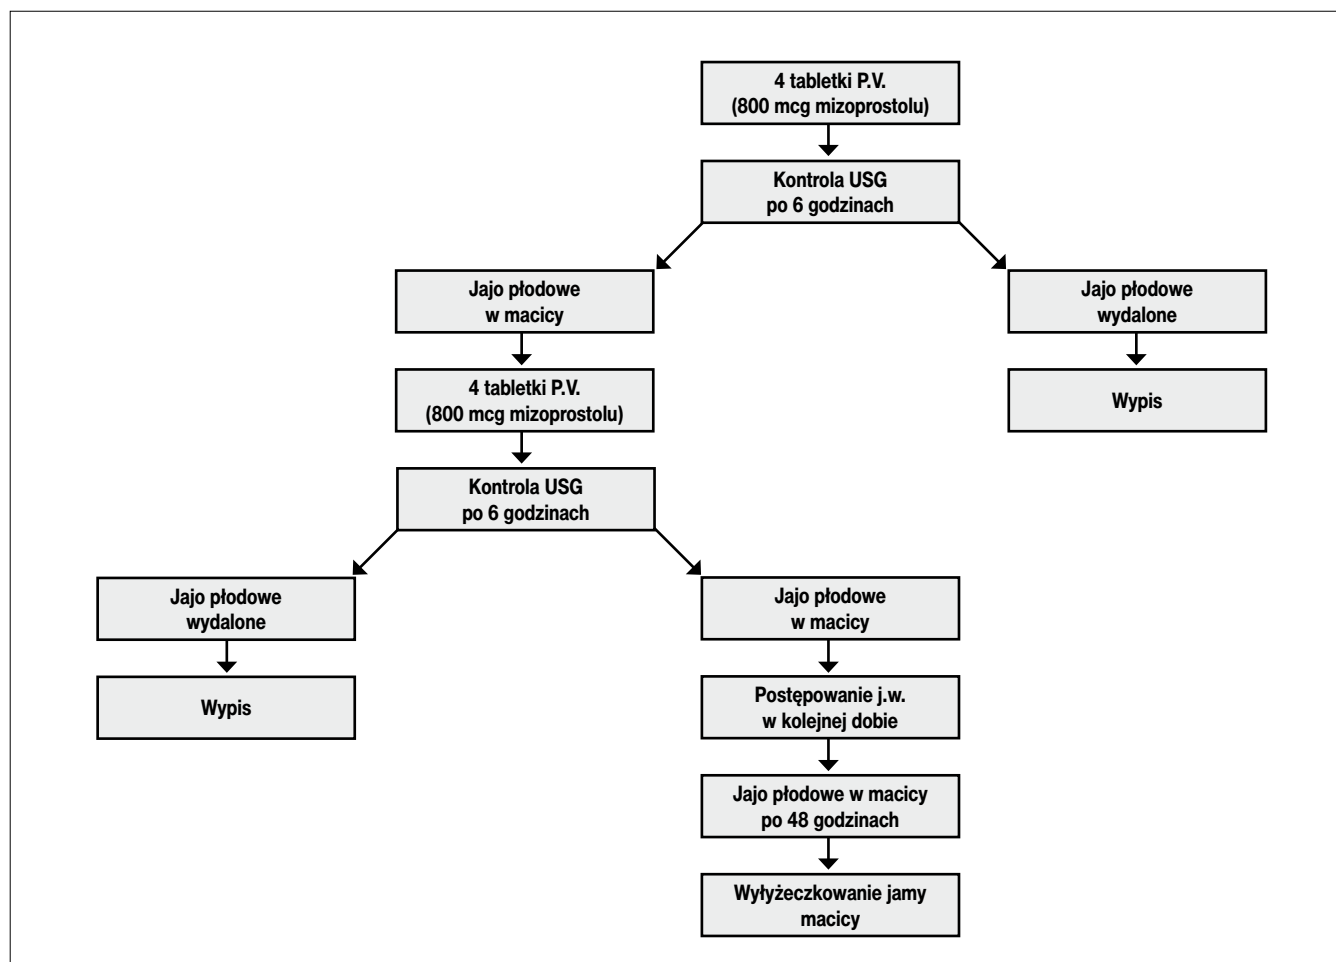 4 tabletki P.V.
(800 mcg mizoprostolu)
Kontrola USG
po 6 godzinach
Jajo płodowe
w macicy
Jajo płodowe
wydalone
4 tabletki P.V.
(800 mcg mizoprostolu)
Wypis
Kontrola USG
po 6 godzinach
Jajo płodowe
wydalone
Jajo płodowe
w macicy
Wypis
Postępowanie j.w.
w kolejnej dobie
Jajo płodowe w macicy
po 48 godzinach
Wyłyżeczkowanie jamy
macicy